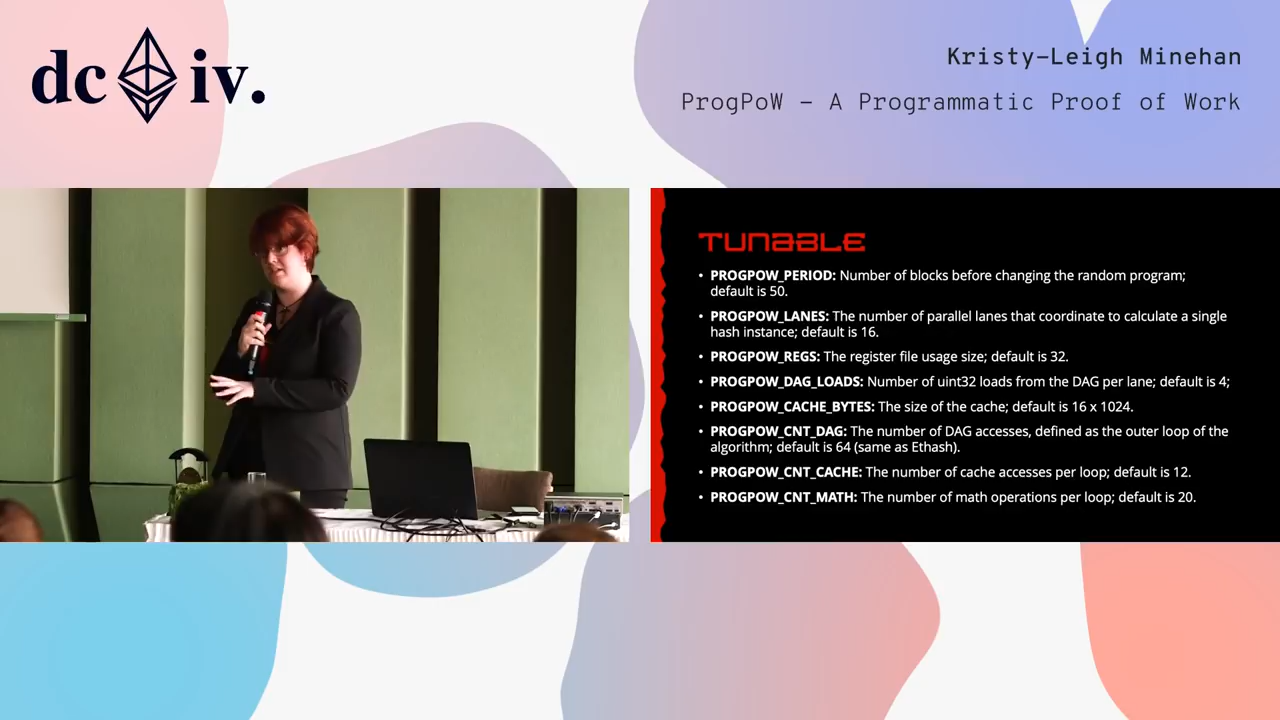 dc iv.
Kristy-Leigh Minehan
ProgPoW - A Programmatic Proof of Work
TUNABLE
• PROGPOW_PERIOD: Number of blocks before changing the random program;
default is 50.
• PROGPOW_LANES: The number of parallel lanes that coordinate to calculate a single
hash instance; default is 16.
• PROGPOW_REGS: The register file usage size; default is 32.
• PROGPOW_DAG_LOADS: Number of uint32 loads from the DAG per lane; default is 4;
• PROGPOW_CACHE_BYTES: The size of the cache; default is 16 x 1024.
• PROGPOW_CNT_DAG: The number of DAG accesses, defined as the outer loop of the
algorithm; default is 64 (same as Ethash).
• PROGPOW_CNT_CACHE: The number of cache accesses per loop; default is 12.
• PROGPOW_CNT_MATH: The number of math operations per loop; default is 20.